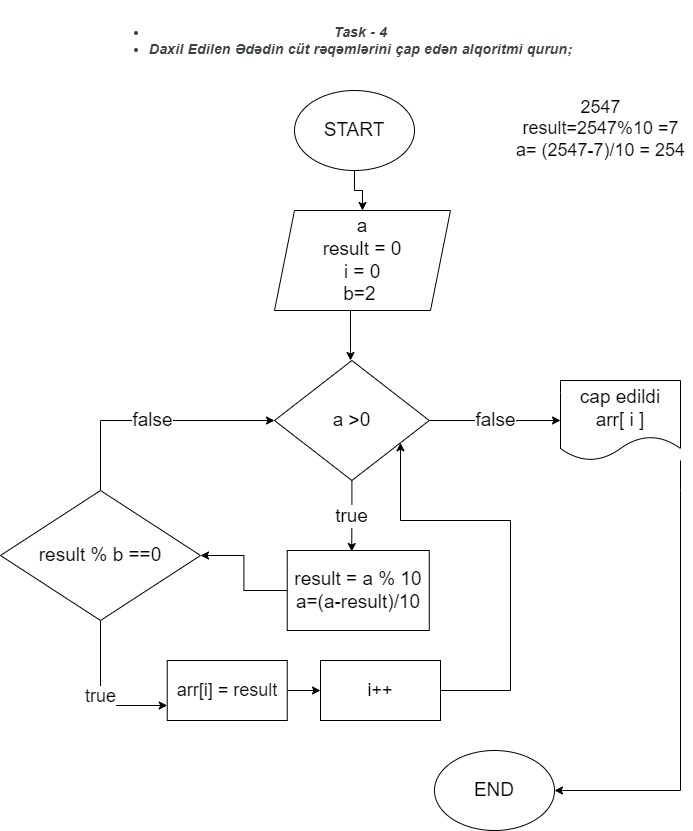 Task - 4
Daxil Edilen Ədədin cüt rəqəmlərini çap edən alqoritmi qurun;
START
2547
result=2547%10 =7
a= (2547-7)/10 = 254
a
result = 0
i = 0
b=2
a >0
false
false
cap edildi
arr[ i ]
true
result % b ==0
result = a % 10
a=(a-result)/10
true
arr[i] = result
i++
END